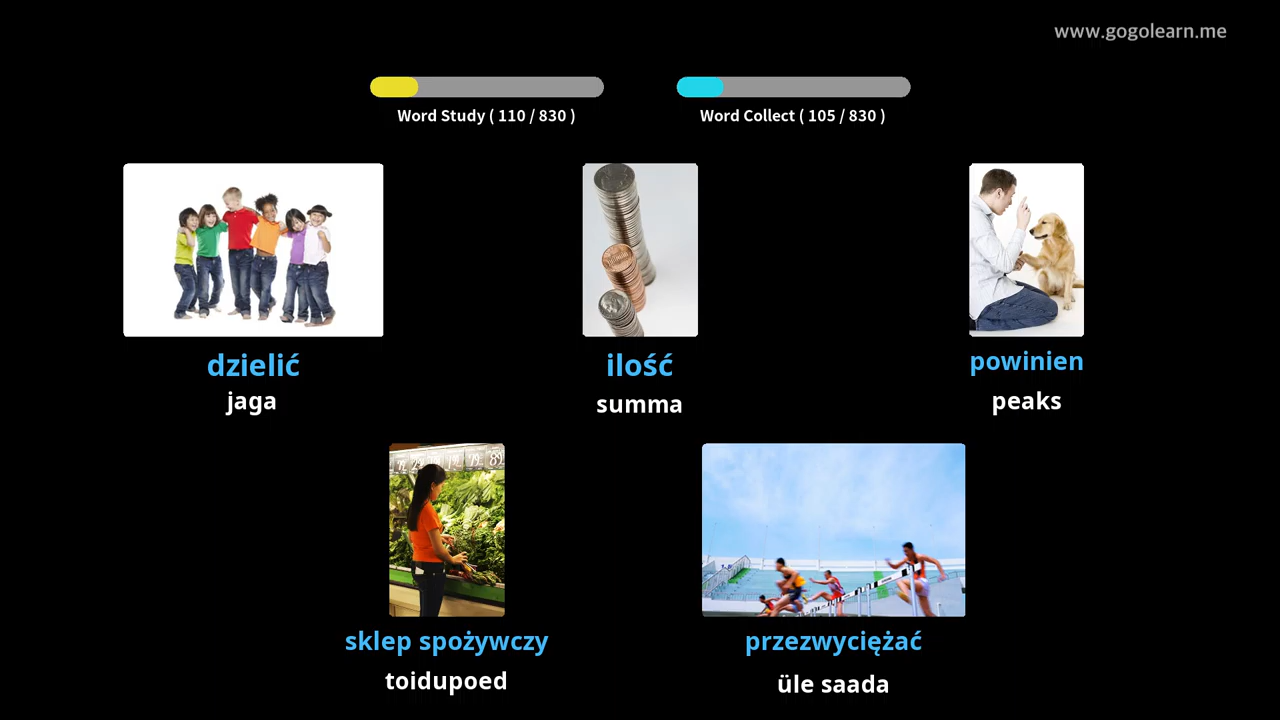 www.gogolearn.me
Word Study ( 110 / 830 )
Word Collect ( 105 / 830 )
dzielić
jaga
ilość
summa
powinien
peaks
sklep spożywczy
toidupoed
przezwyciężać
üle saada